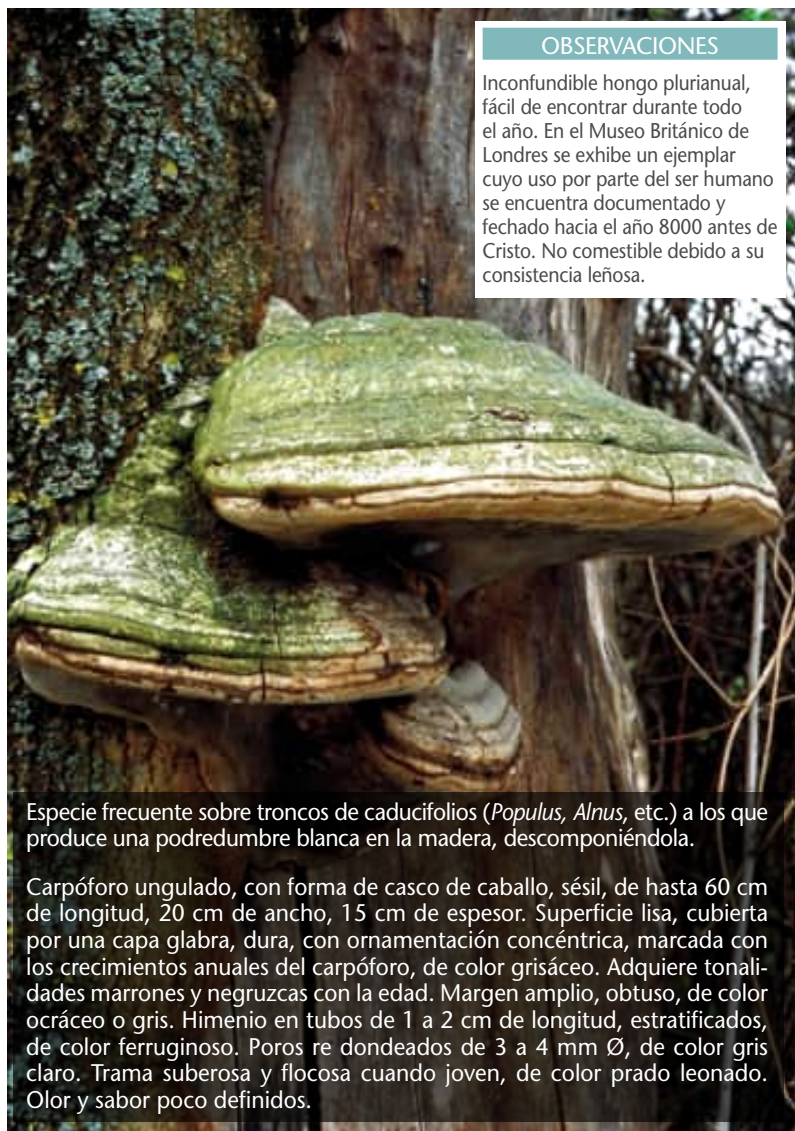 OBSERVACIONES
Inconfundible hongo plurianual,
fácil de encontrar durante todo
el año. En el Museo Británico de
Londres se exhibe un ejemplar
cuyo uso por parte del ser humano
se encuentra documentado y
fechado hacia el año 8000 antes de
Cristo. No comestible debido a su
consistencia leñosa.
Especie frecuente sobre troncos de caducifolios (Populus, Alnus, etc.) a los que
produce una podredumbre blanca en la madera, descomponiéndola.
Carpóforo ungulado, con forma de casco de caballo, sésil, de hasta 60 cm
de longitud, 20 cm de ancho, 15 cm de espesor. Superficie lisa, cubierta
por una capa glabra, dura, con ornamentación concéntrica, marcada con
los crecimientos anuales del carpóforo, de color grisáceo. Adquiere tonali-
dades marrones y negruzcas con la edad. Margen amplio, obtuso, de color
ocráceo o gris. Himenio en tubos de 1 a 2 cm de longitud, estratificados,
de color ferruginoso. Poros re dondeados de 3 a 4 mm Ø, de color gris
claro. Trama suberosa y flocosa cuando joven, de color prado leonado.
Olor y sabor poco definidos.